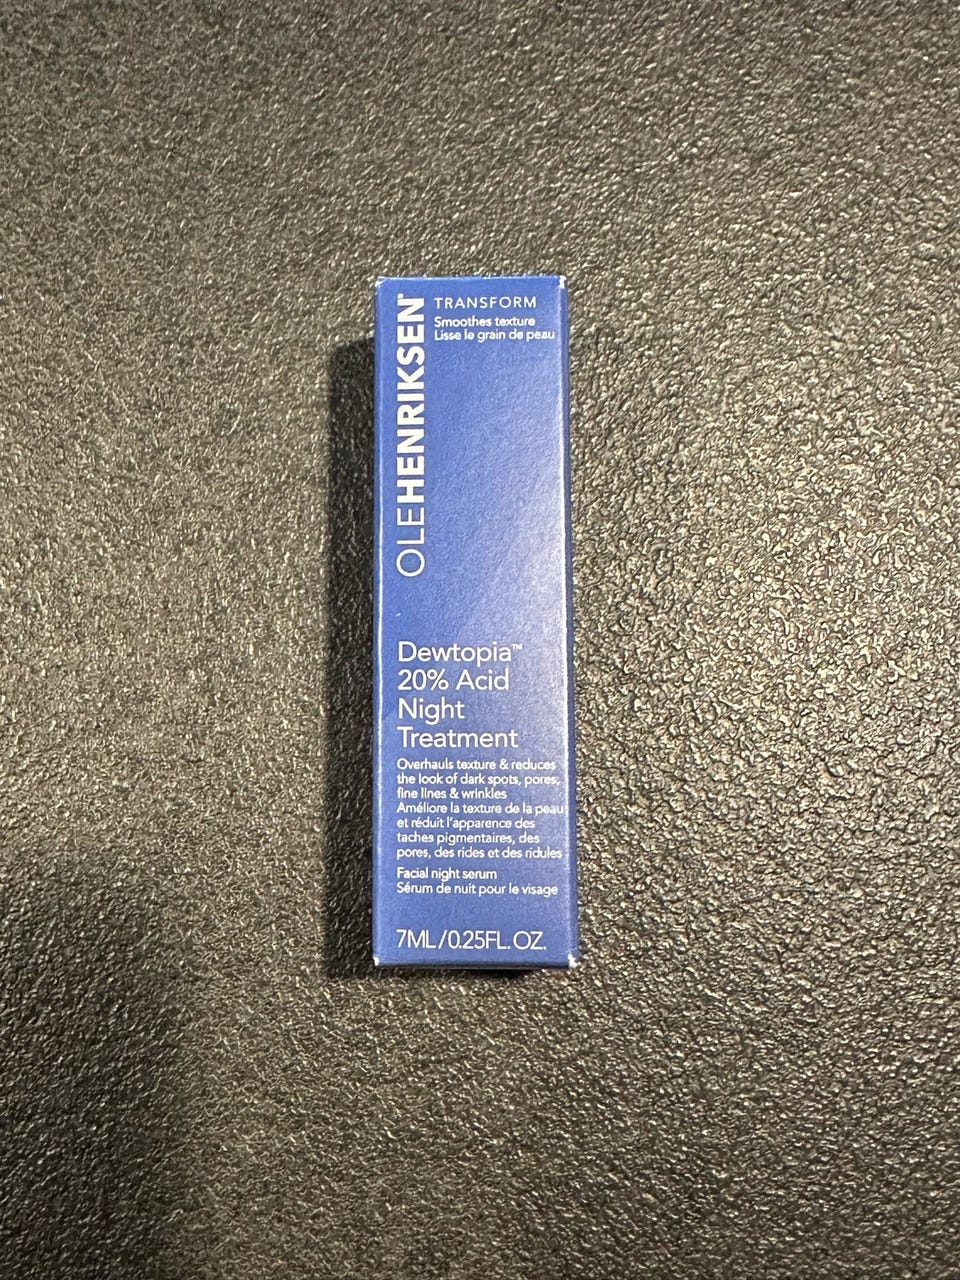 OLEHENRIKSEN®
TRANSFORM
Smoothes texture
Lisse le grain de peau
Dewtopia™
20% Acid
Night
Treatment
Overhauls texture & reduces
the look of dark spots, pores,
fine lines & wrinkles
Améliore la texture de la peau
et réduit l'apparence des
taches pigmentaires, des
pores, des rides et des ridules
Facial night serum
Sérum de nuit pour le visage
7ML/0.25FL. OZ.